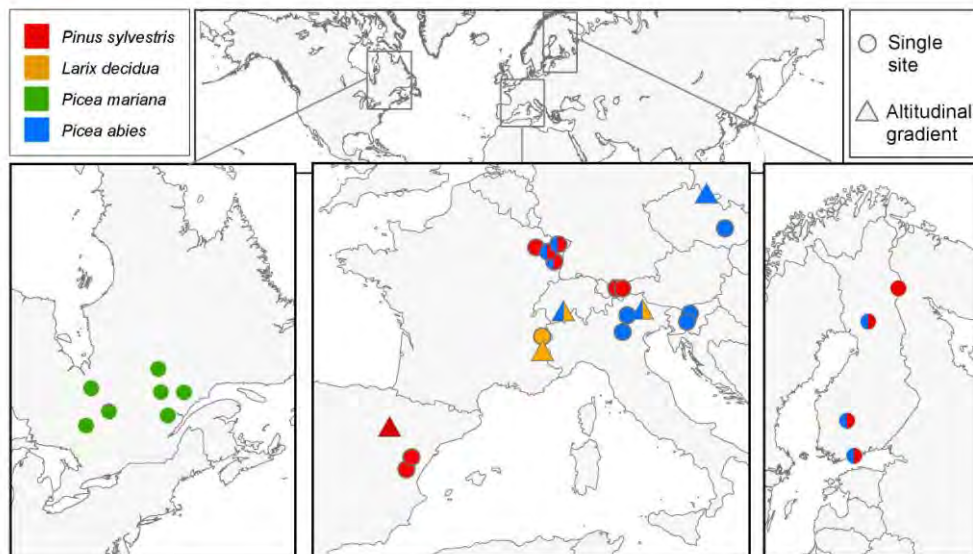 Pinus sylvestris
Larix decidua
Picea mariana
Picea abies
Single
site
Altitudinal
gradient